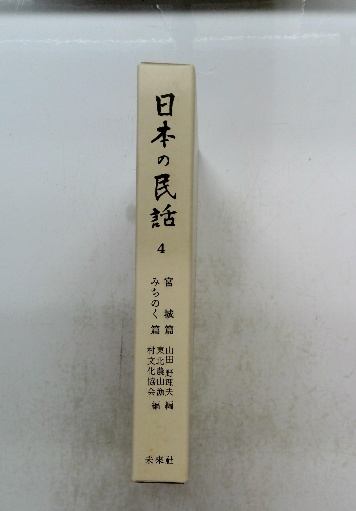 日本の民話
4
宮城篇 山田野理夫編
みちのく篇 東北農山漁村文化協会編
未来社